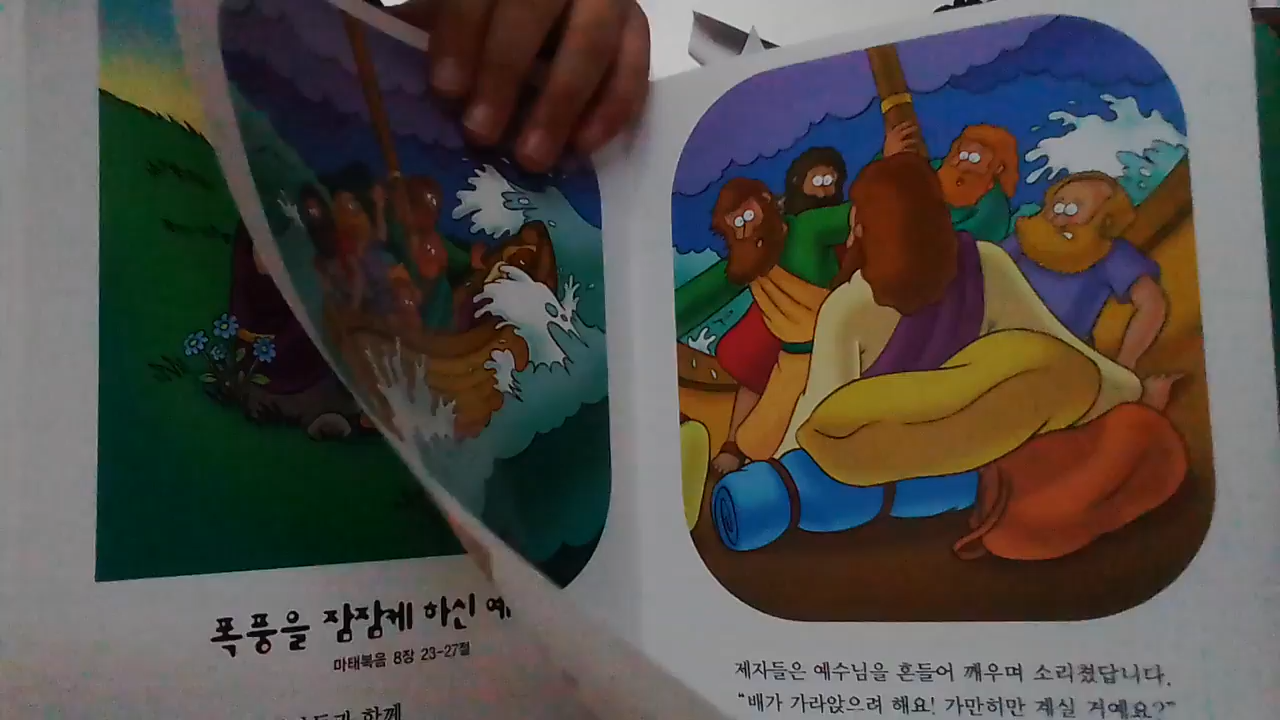 폭풍을 잠잠케 하신
마태복음 8장 23-27절
함께
제자들은 예수님을 흔들어 깨우며 소리쳤답니다.
“배가 가라앉으려 해요! 가만히만 계실 거예요?”